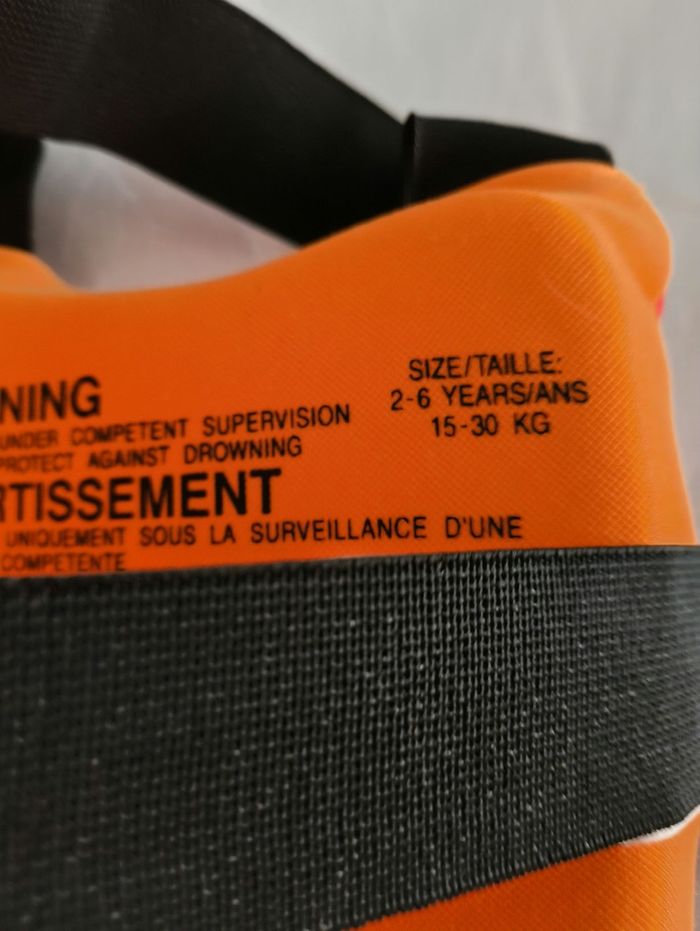 NING
UNDER COMPETENT SUPERVISION
PROTECT AGAINST DROWNING
RTISSEMENT
UNIQUEMENT SOUS LA SURVEILLANCE D'UNE
COMPETENTE
SIZE/TAILLE:
2-6 YEARS/ANS
15-30 KG